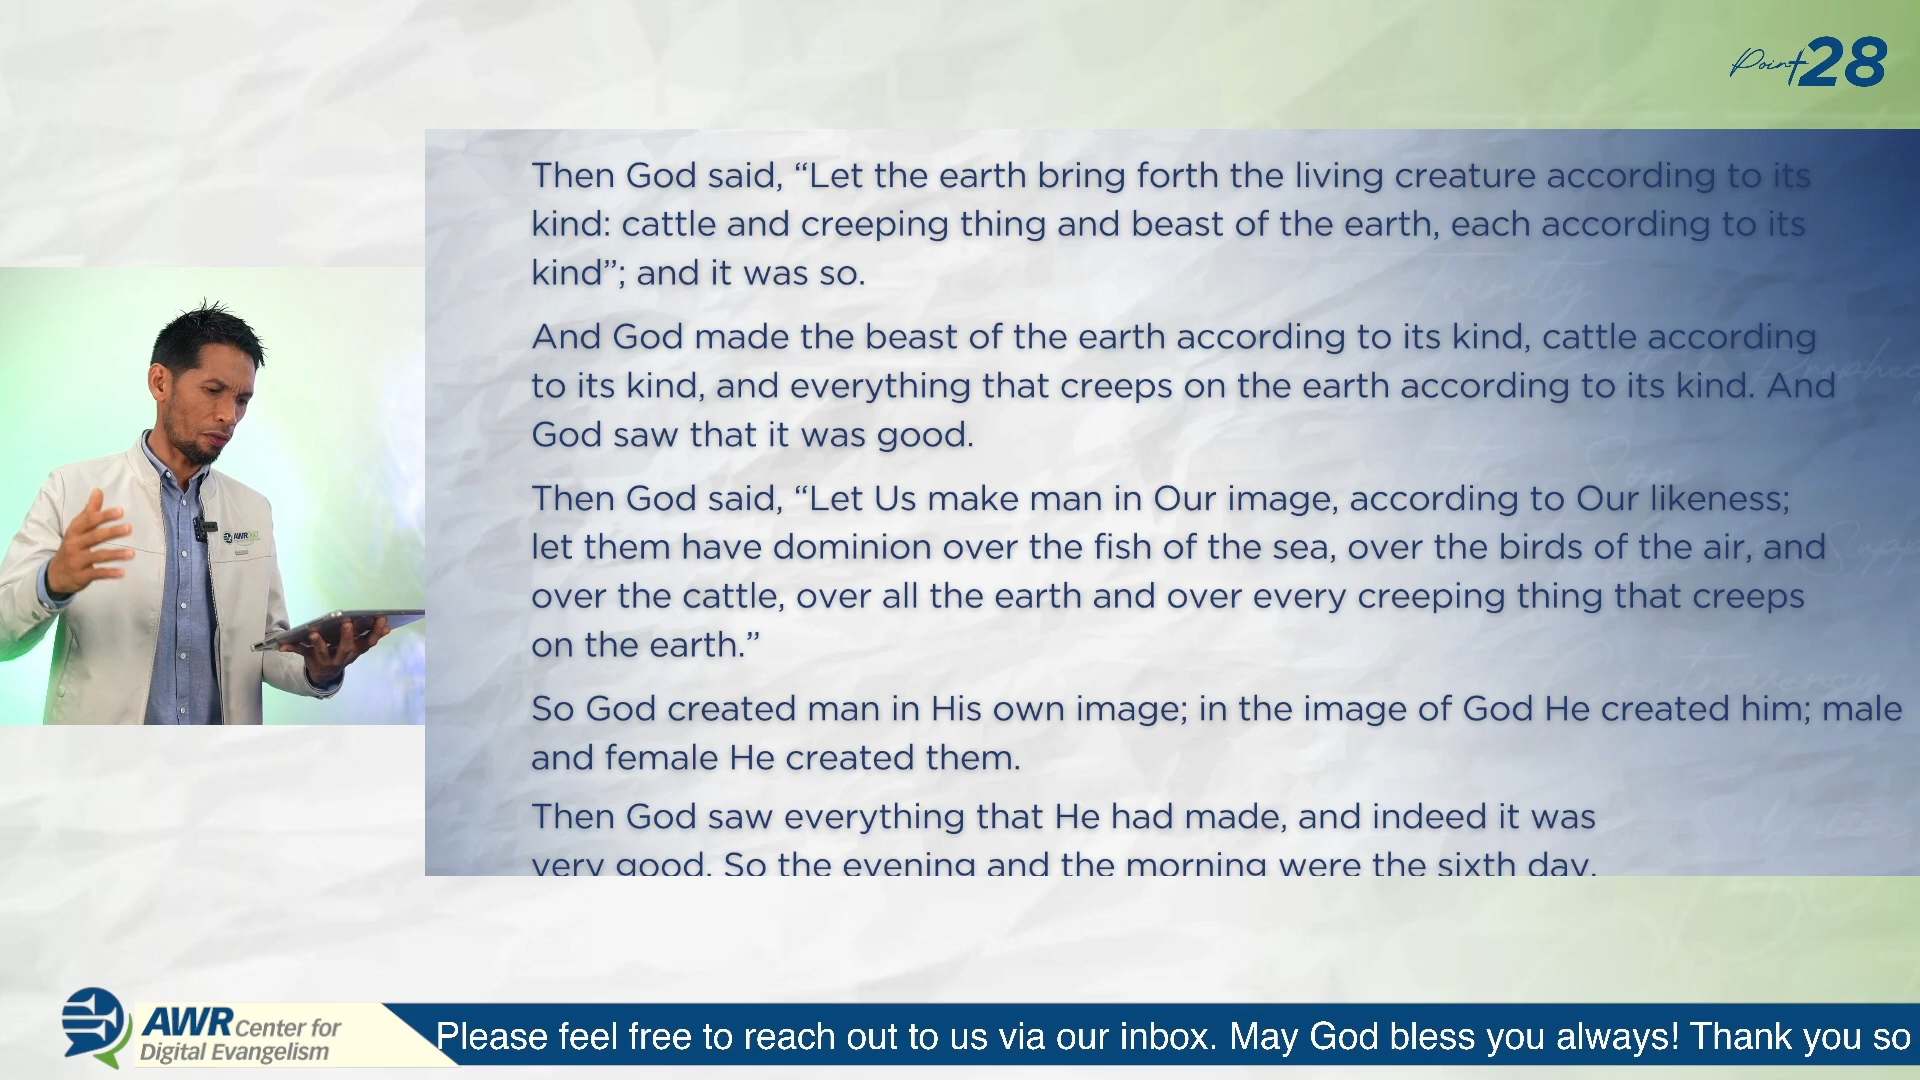 Point28
Then God said, “Let the earth bring forth the living creature according to its
kind: cattle and creeping thing and beast of the earth, each according to its
kind”; and it was so.
And God made the beast of the earth according to its kind, cattle according
to its kind, and everything that creeps on the earth according to its kind. And
God saw that it was good.
Then God said, “Let Us make man in Our image, according to Our likeness;
let them have dominion over the fish of the sea, over the birds of the air, and
over the cattle, over all the earth and over every creeping thing that creeps
on the earth.”
So God created man in His own image; in the image of God He created him; male
and female He created them.
Then God saw everything that He had made, and indeed it was
very good. So the evening and the morning were the sixth day.
Trinity
AWR
AWR Center for
Digital Evangelism
Please feel free to reach out to us via our inbox. May God bless you always! Thank you so